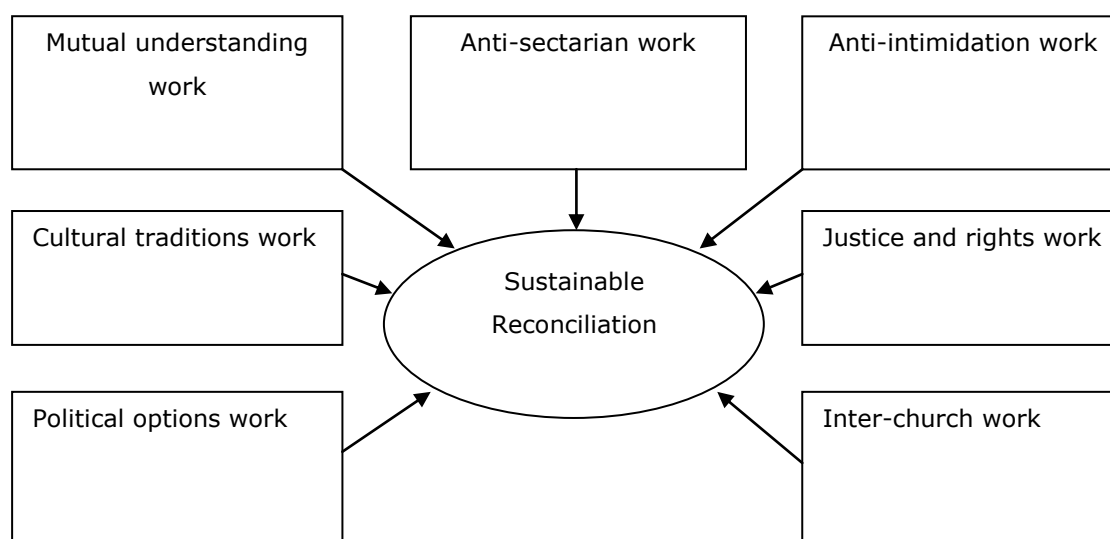 Mutual understanding
work
Anti-sectarian work
Anti-intimidation work
Cultural traditions work
Sustainable
Reconciliation
Justice and rights work
Political options work
Inter-church work